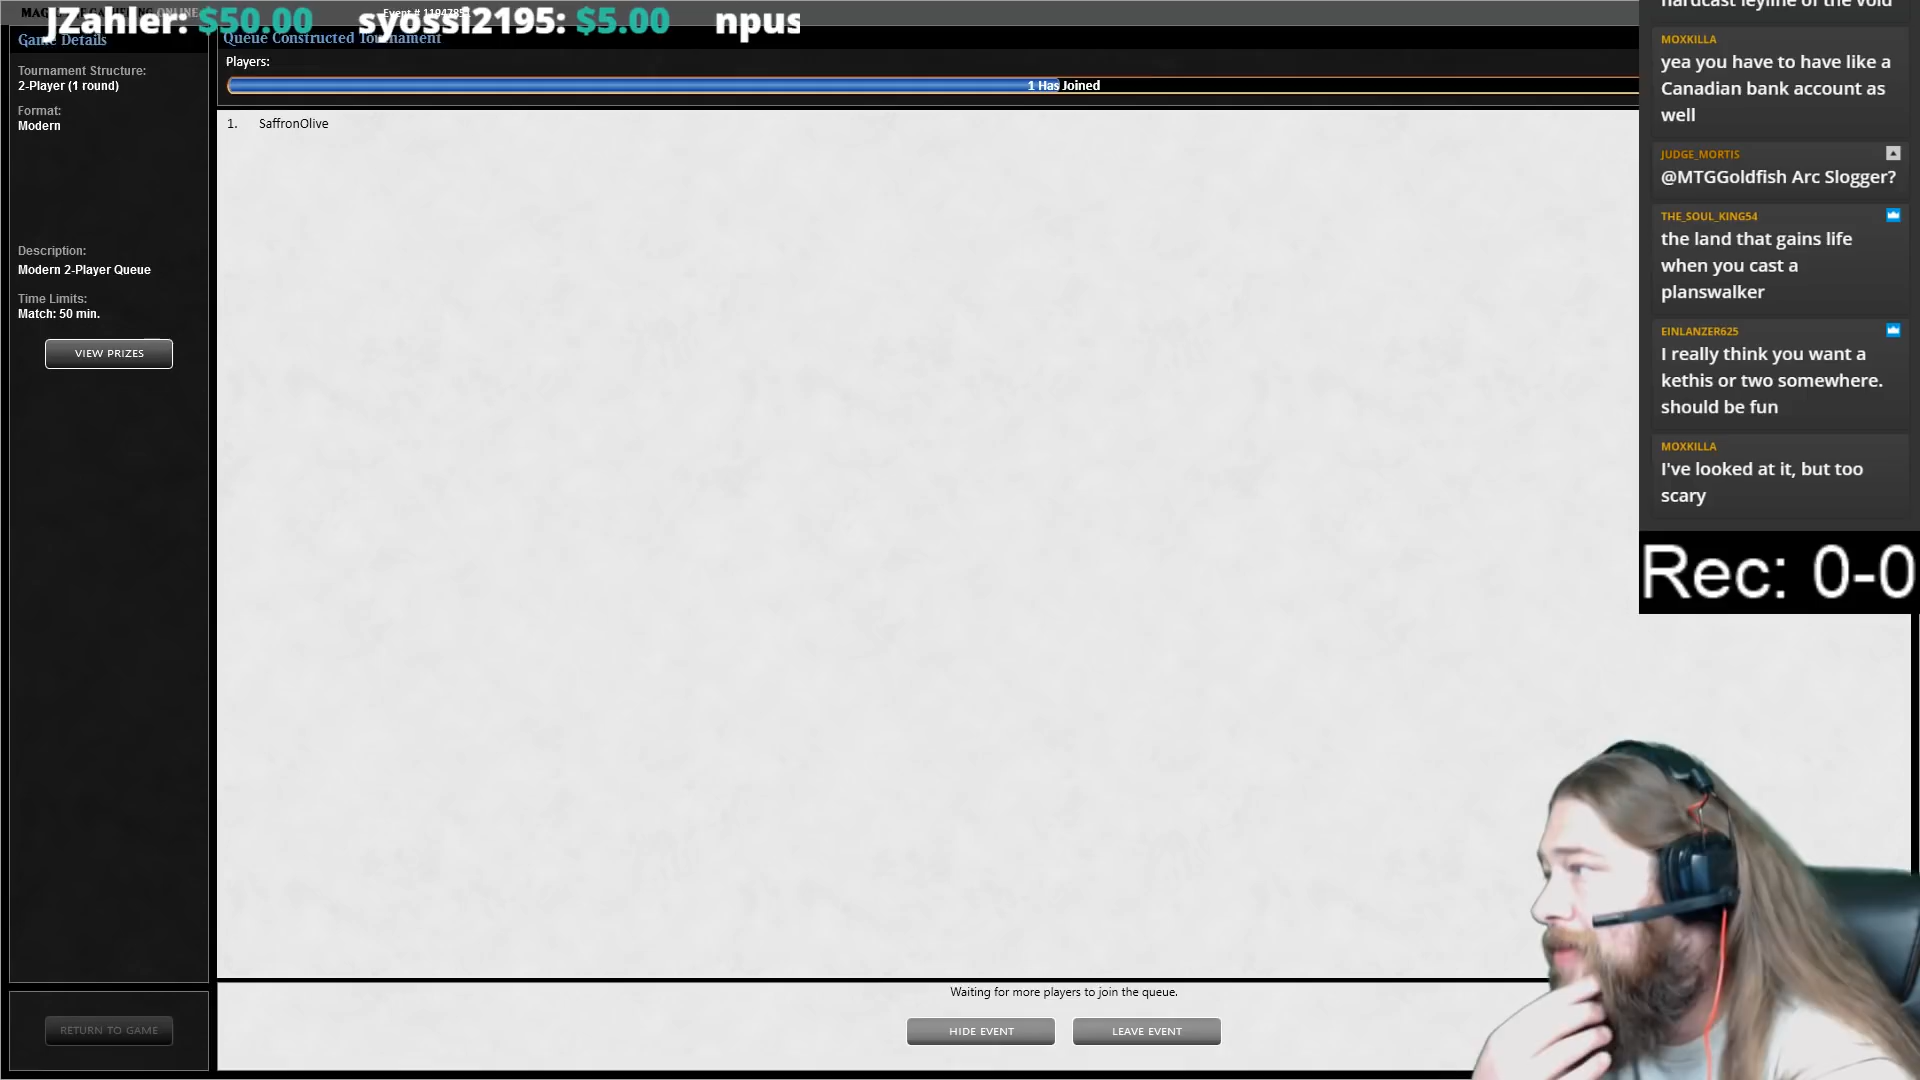 JZahler: $50.00 syossi2195: $5.00 npus
Game Details
Tournament Structure:
2-Player (1 round)
Format:
Modern
Description:
Modern 2-Player Queue
Time Limits:
Match: 50 min.
VIEW PRIZES
RETURN TO GAME
Queue Constructed Tournament
Players:
1 Has Joined
1. SaffronOlive
Waiting for more players to join the queue.
HIDE EVENT
LEAVE EVENT
hardcast leyline of the void
MOXKILLA
yea you have to have like a
Canadian bank account as
well
JUDGE_MORTIS
@MTGGoldfish Arc Slogger?
THE_SOUL_KING54
the land that gains life
when you cast a
planswalker
EINLANZER625
I really think you want a
kethis or two somewhere.
should be fun
MOXKILLA
I've looked at it, but too
scary
Rec: 0-0